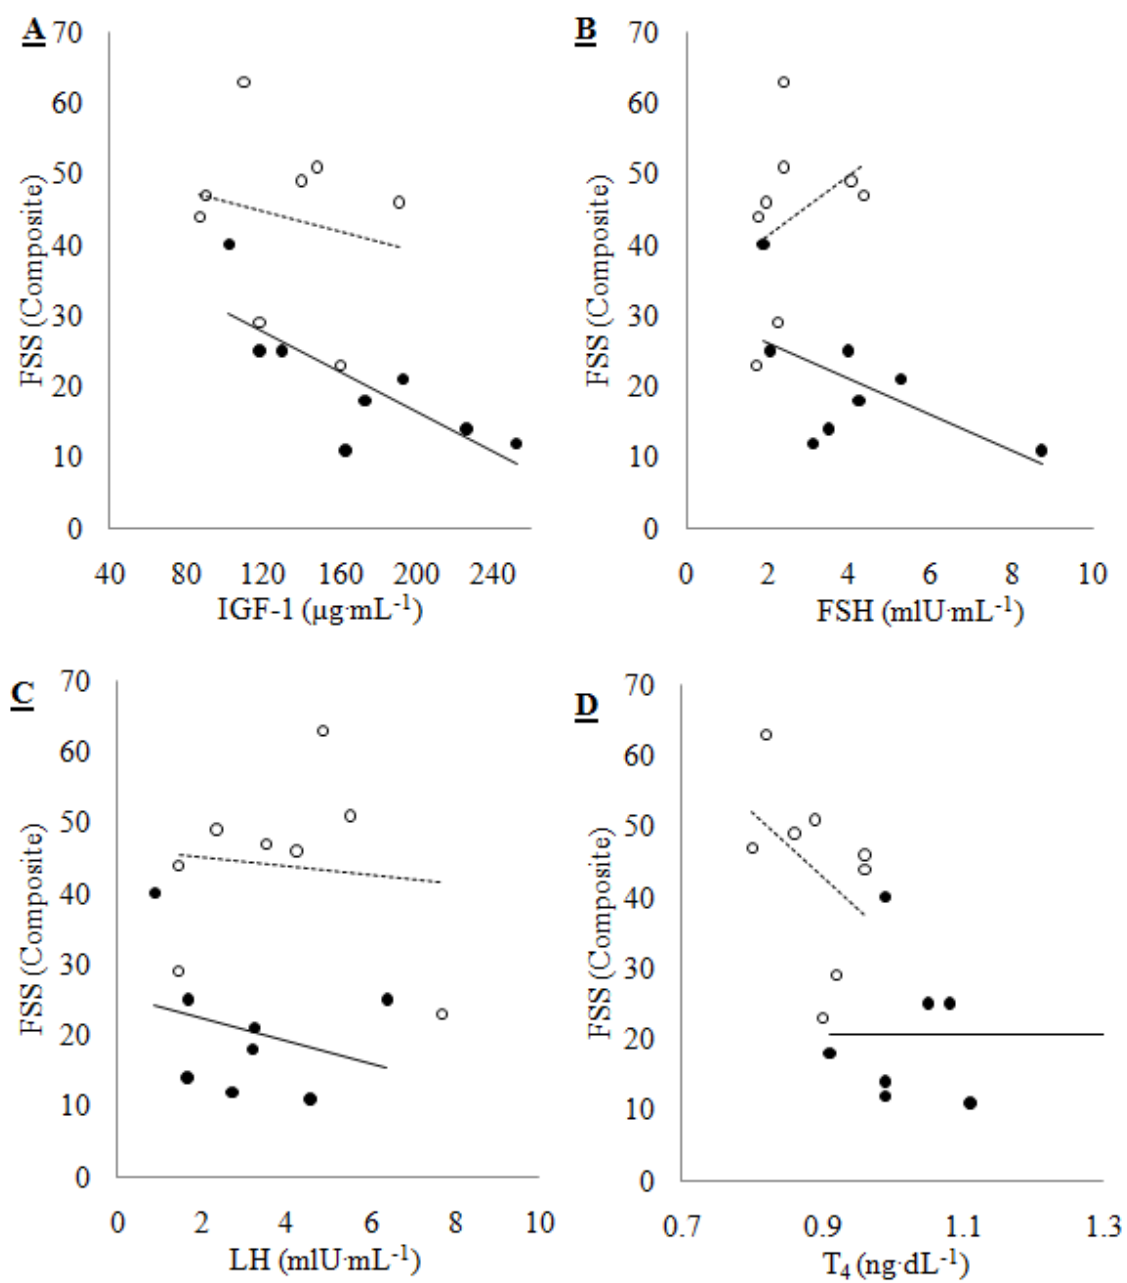 A
70
60
50
40
30
20
10
0
FSS (Composite)
40 80 120 160 200 240
IGF-1 (µg·mL⁻¹)
B
70
60
50
40
30
20
10
0
FSS (Composite)
0 2 4 6 8 10
FSH (mlU·mL⁻¹)
C
70
60
50
40
30
20
10
0
FSS (Composite)
0 2 4 6 8 10
LH (mlU·mL⁻¹)
D
70
60
50
40
30
20
10
0
FSS (Composite)
0.7 0.9 1.1 1.3
T₄ (ng·dL⁻¹)